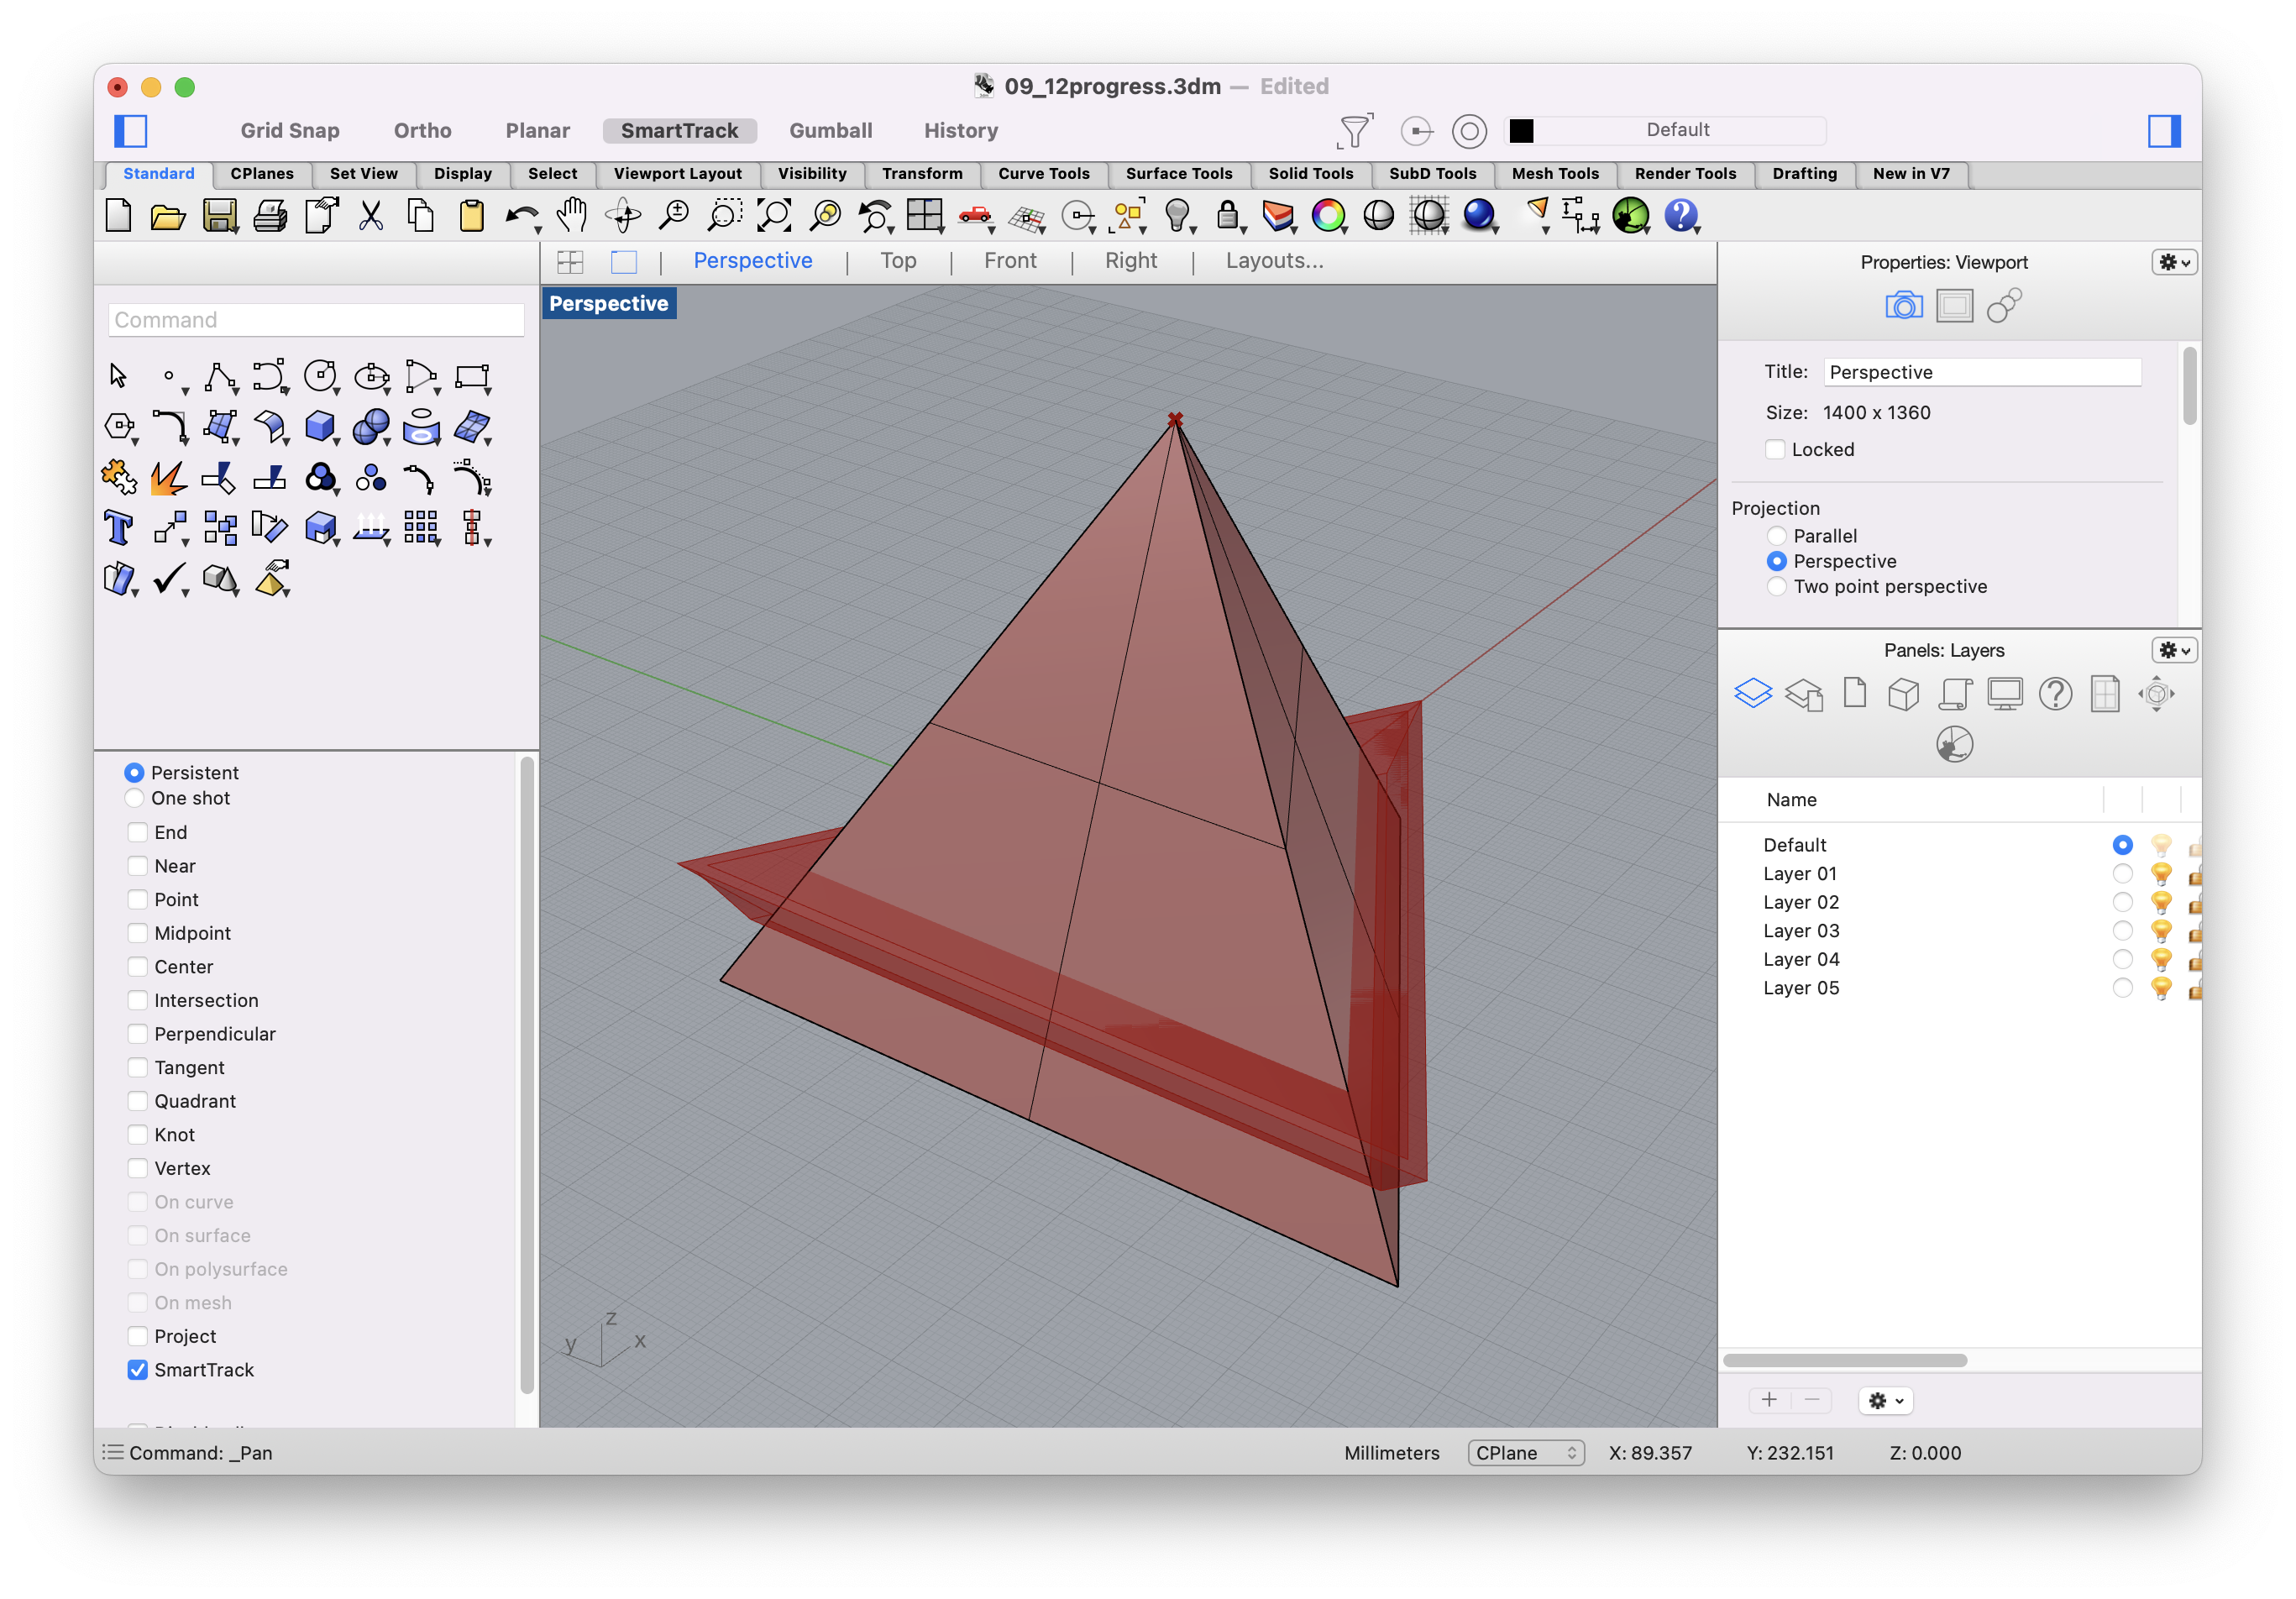 09_12progress.3dm — Edited
Grid Snap Ortho Planar SmartTrack Gumball History Default
Standard CPlanes Set View Display Select Viewport Layout Visibility Transform Curve Tools Surface Tools Solid Tools SubD Tools Mesh Tools Render Tools Drafting New in V7
Perspective | Top | Front | Right | Layouts...
Perspective
Command
Persistent
One shot
End
Near
Point
Midpoint
Center
Intersection
Perpendicular
Tangent
Quadrant
Knot
Vertex
On curve
On surface
On polysurface
On mesh
Project
SmartTrack
z
y x
Properties: Viewport
Title: Perspective
Size: 1400 x 1360
Locked
Projection
Parallel
Perspective
Two point perspective
Panels: Layers
Name
Default
Layer 01
Layer 02
Layer 03
Layer 04
Layer 05
Command: _Pan
Millimeters CPlane X: 89.357 Y: 232.151 Z: 0.000